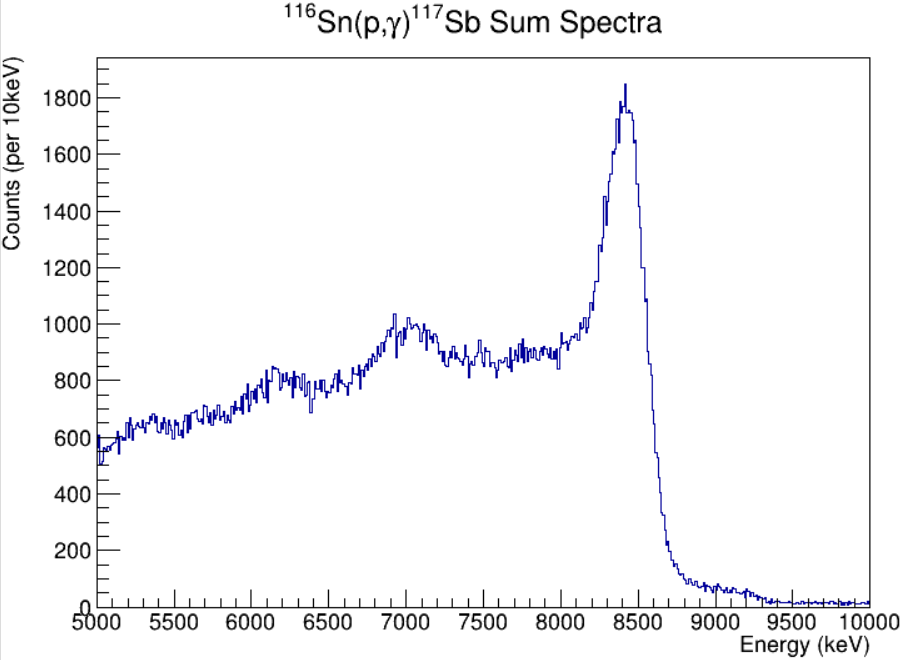 ¹¹⁶Sn(p,γ)¹¹⁷Sb Sum Spectra
Counts (per 10keV)
1800
1600
1400
1200
1000
800
600
400
200
0
5000 5500 6000 6500 7000 7500 8000 8500 9000 9500 10000
Energy (keV)